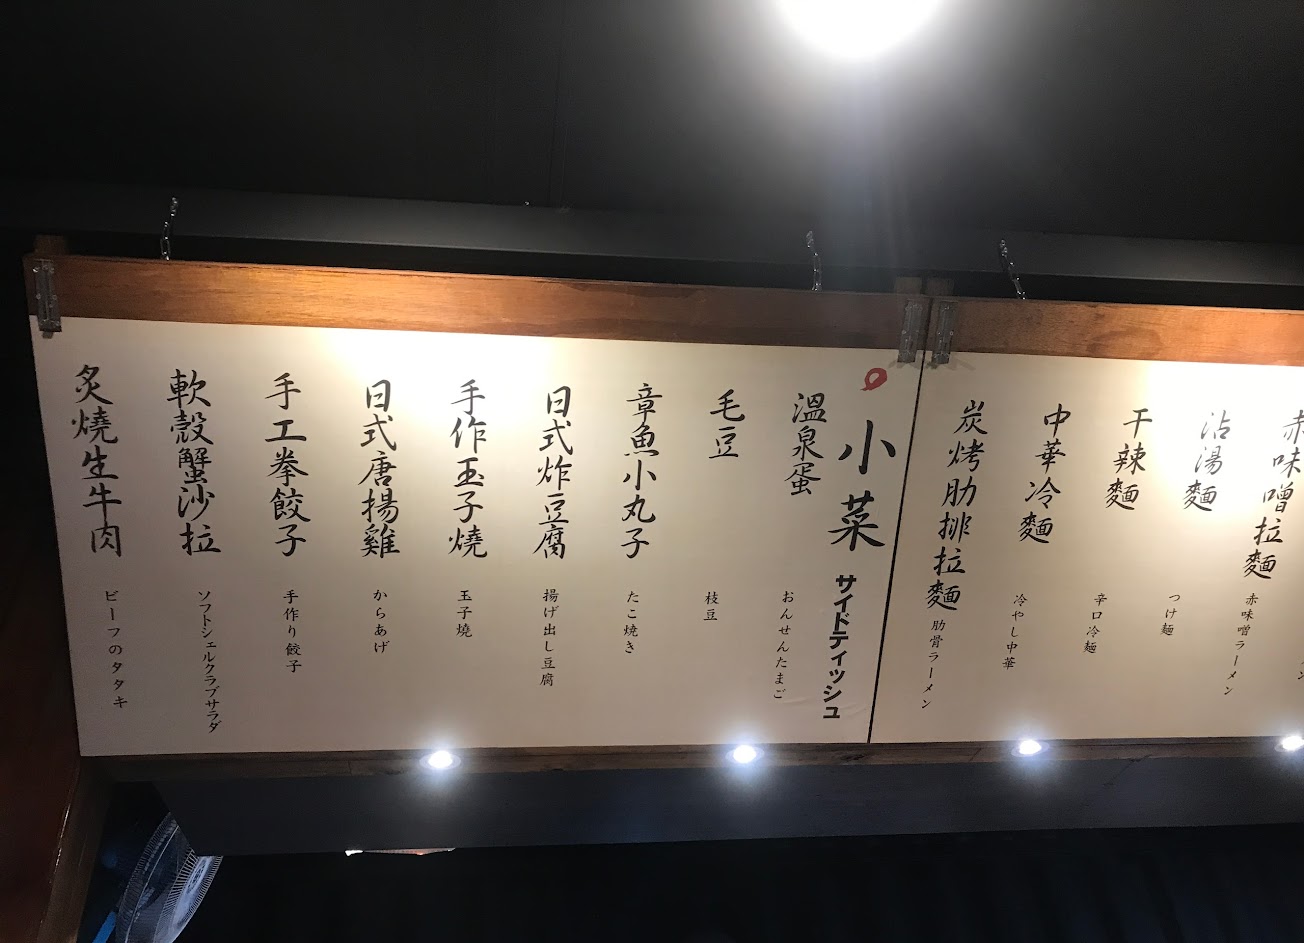 赤味噌拉麵
赤味噌ラーメン
沾湯麵
つけ麺
干辣麵
辛口冷麺
中華冷麵
冷やし中華
炭烤肋排拉麵
肋骨ラーメン
小菜
サイドティッシュ
溫泉蛋
おんせんたまご
毛豆
枝豆
章魚小丸子
たこ焼き
日式炸豆腐
揚げ出し豆腐
手作玉子燒
玉子燒
日式唐揚雞
からあげ
手工拳餃子
手作り餃子
軟殼蟹沙拉
ソフトシェルクラブサラダ
炙燒生牛肉
ビーフのタタキ